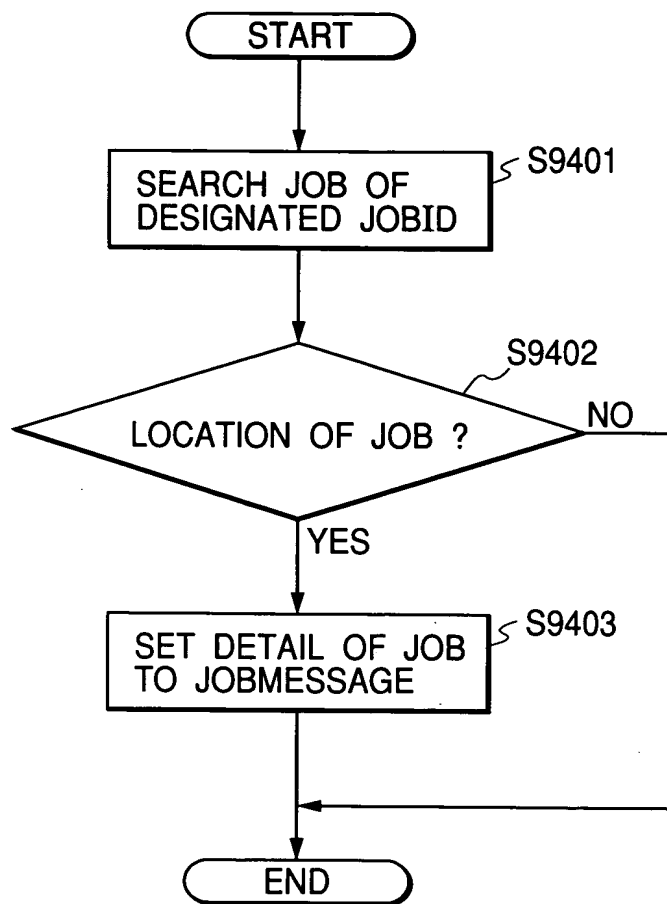 START
SEARCH JOB OF
DESIGNATED JOBID
S9401
S9402
LOCATION OF JOB ?
NO
YES
SET DETAIL OF JOB
TO JOBMESSAGE
S9403
END